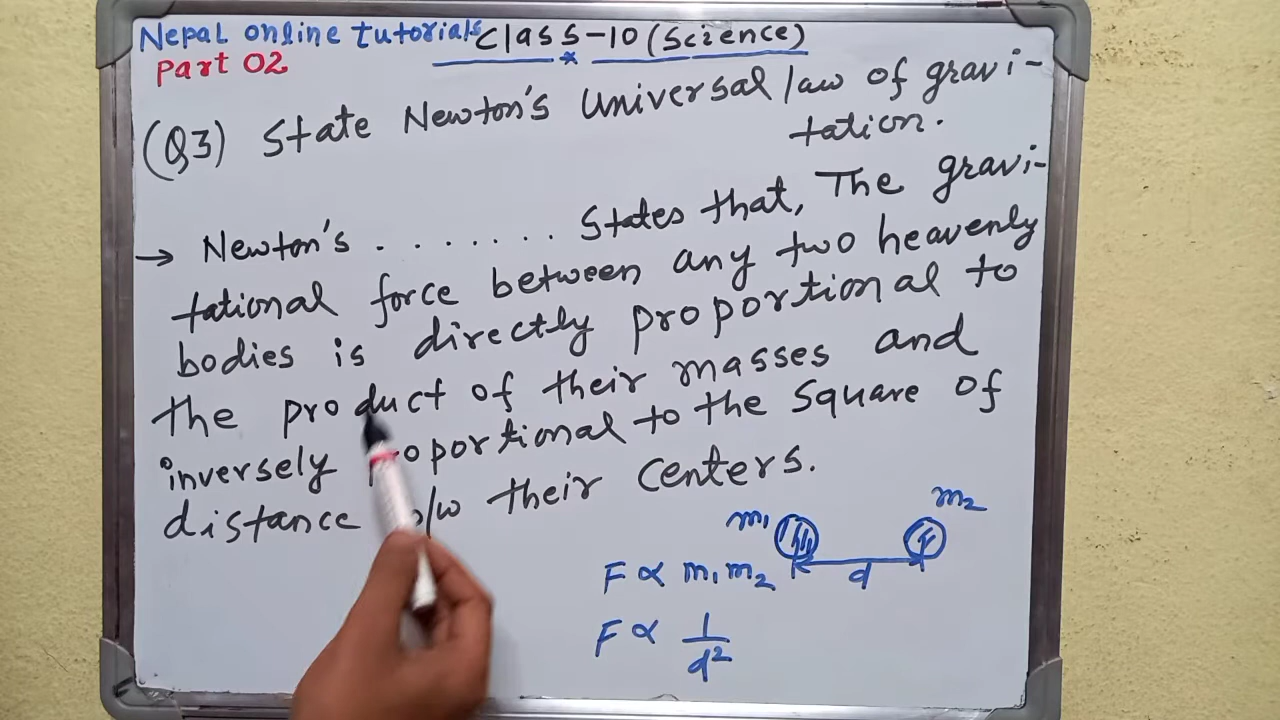 Nepal online tutorials Class-10 (Science)
Part 02
(Q3) State Newton's Universal law of gravi-
tation.
→ Newton's . . . . . . . States that, The gravi-
tational force between any two heavenly
bodies is directly proportional to
the product of their masses and
inversely proportional to the square of
distance b/w their centers.
m₁ m₂
d
F ∝ m₁ m₂
F ∝ 1/d²